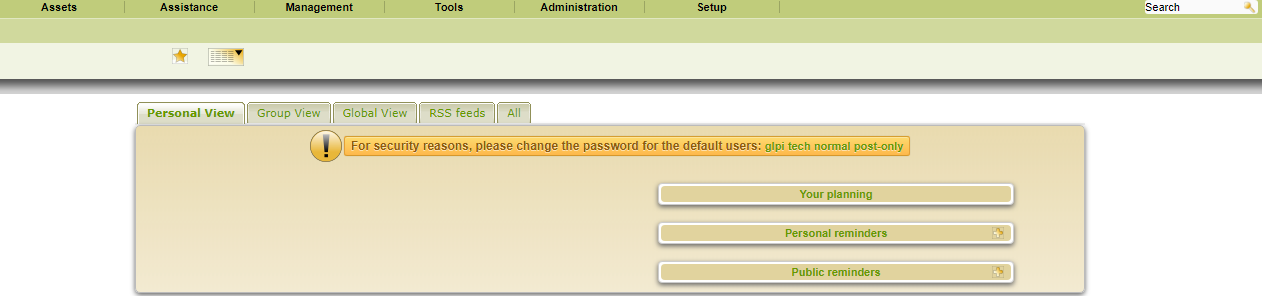 Assets Assistance Management Tools Administration Setup Search
Personal View Group View Global View RSS feeds All
For security reasons, please change the password for the default users: glpi tech normal post-only
Your planning
Personal reminders
Public reminders